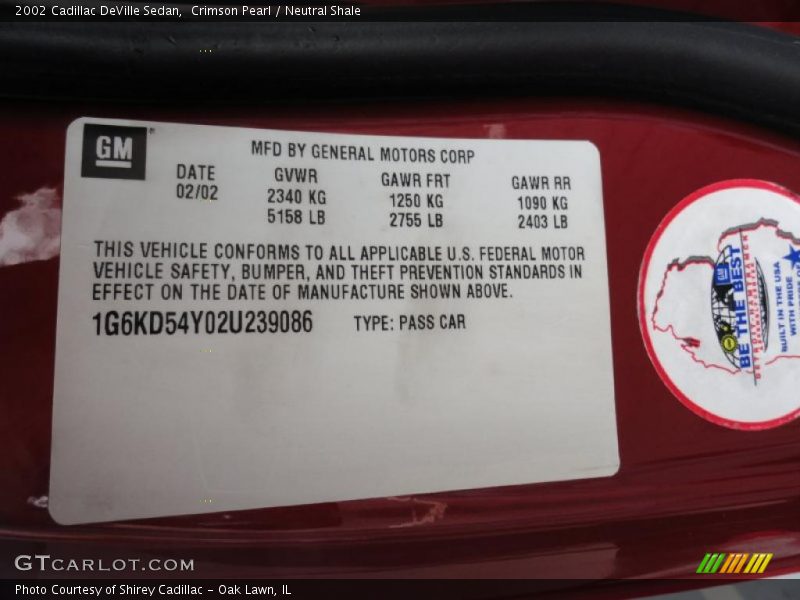 2002 Cadillac DeVille Sedan,  Crimson Pearl / Neutral Shale
GM
MFD BY GENERAL MOTORS CORP
DATE
02/02
GVWR
2340 KG
5158 LB
GAWR FRT
1250 KG
2755 LB
GAWR RR
1090 KG
2403 LB
THIS VEHICLE CONFORMS TO ALL APPLICABLE U.S. FEDERAL MOTOR
VEHICLE SAFETY, BUMPER, AND THEFT PREVENTION STANDARDS IN
EFFECT ON THE DATE OF MANUFACTURE SHOWN ABOVE.
1G6KD54Y02U239086
TYPE: PASS CAR
GM
BE THE BEST
BUILT IN THE USA
WITH PRIDE
GTCARLOT.COM
Photo Courtesy of Shirey Cadillac - Oak Lawn, IL